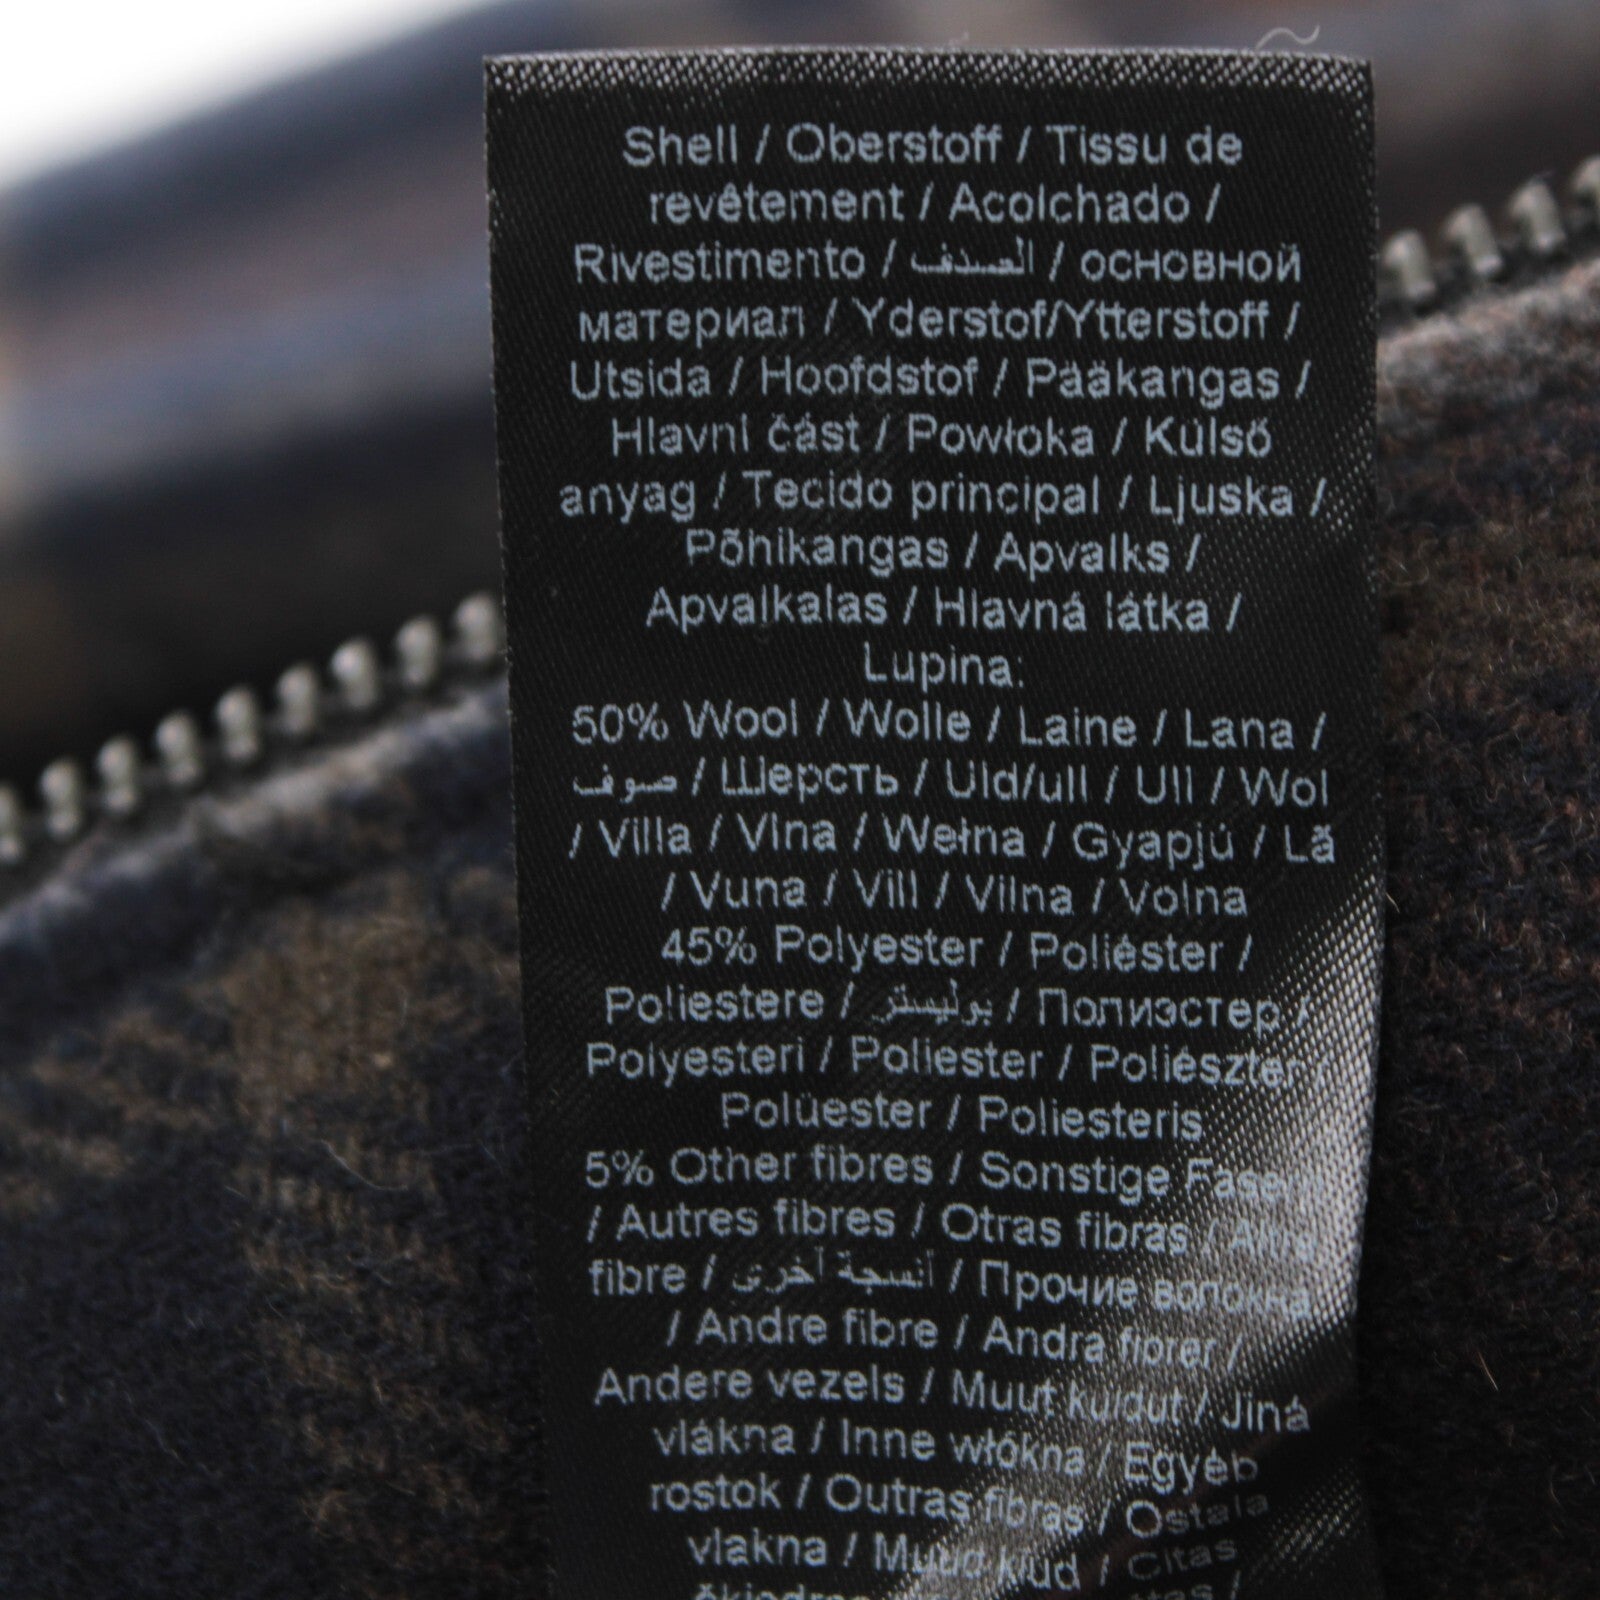 Shell / Oberstoff / Tissu de
revêtement / Acolchado /
Rivestimento / الصدف / основной
материал / Yderstof/Ytterstoff /
Utsida / Hoofdstof / Pääkangas /
Hlavní část / Powłoka / Külső
anyag / Tecido principal / Ljuska /
Põhikangas / Apvalks /
Apvalkalas / Hlavná látka /
Lupina:
50% Wool / Wolle / Laine / Lana /
صوف / Шерсть / Uld/ull / Ull / Wol
/ Villa / Vlna / Wełna / Gyapjú / Lã
/ Vuna / Vill / Vilna / Volna
45% Polyester / Poliéster /
Poliestere / بوليستر / Полиэстер /
Polyesteri / Poliester / Poliészter /
Polüester / Poliesteris
5% Other fibres / Sonstige Faser
/ Autres fibres / Otras fibras / Altre
fibre / أنسجة أخرى / Прочие волокна
/ Andre fibre / Andra fibrer /
Andere vezels / Muut kuidut / Jiná
vlákna / Inne włókna / Egyéb
rostok / Outras fibras / Ostala
vlakna / Muud kiud / Citas